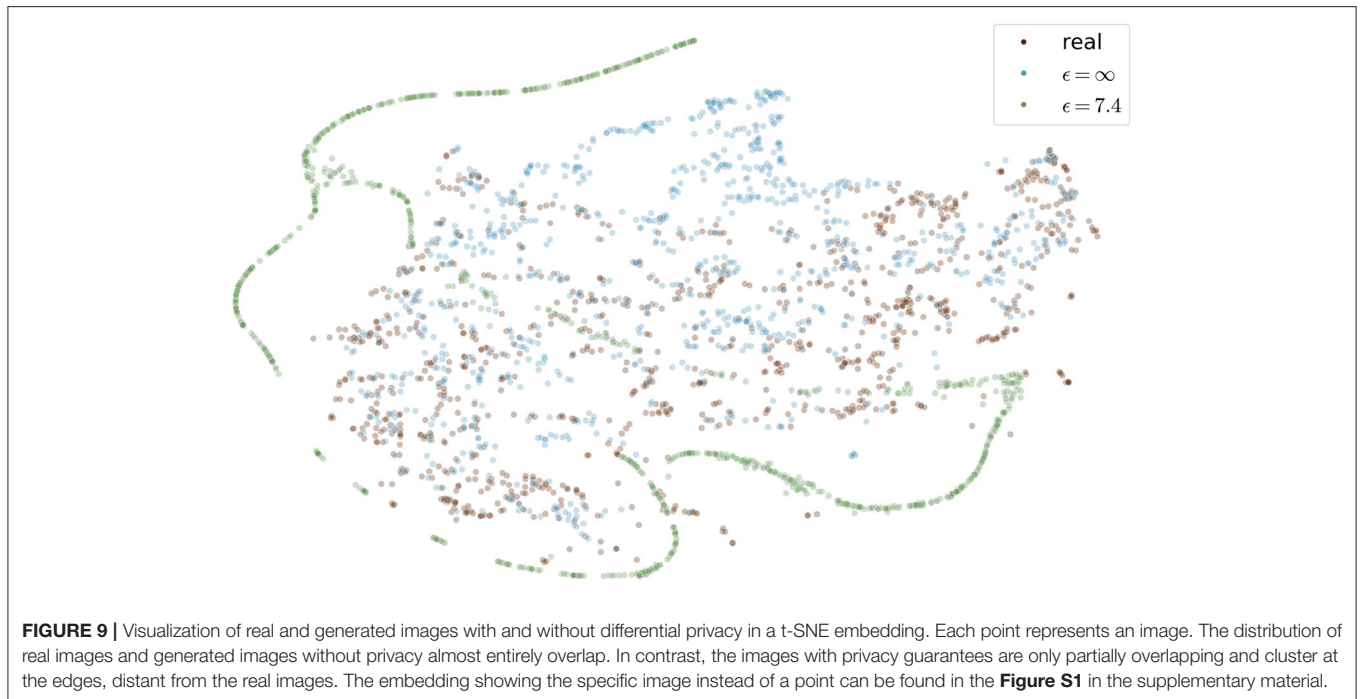 real
ϵ = ∞
ϵ = 7.4
FIGURE 9 | Visualization of real and generated images with and without differential privacy in a t-SNE embedding. Each point represents an image. The distribution of
real images and generated images without privacy almost entirely overlap. In contrast, the images with privacy guarantees are only partially overlapping and cluster at
the edges, distant from the real images. The embedding showing the specific image instead of a point can be found in the Figure S1 in the supplementary material.